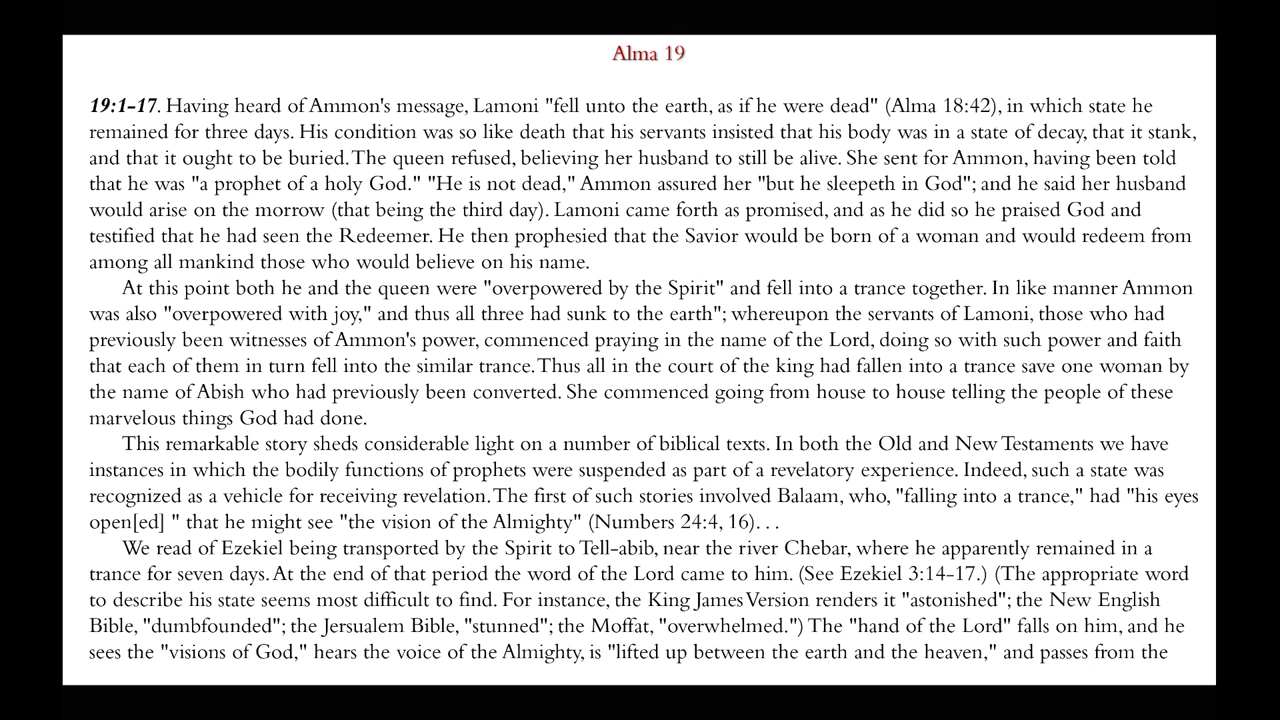 Alma 19
19:1-17. Having heard of Ammon's message, Lamoni "fell unto the earth, as if he were dead" (Alma 18:42), in which state he
remained for three days. His condition was so like death that his servants insisted that his body was in a state of decay, that it stank,
and that it ought to be buried. The queen refused, believing her husband to still be alive. She sent for Ammon, having been told
that he was "a prophet of a holy God." "He is not dead," Ammon assured her "but he sleepeth in God"; and he said her husband
would arise on the morrow (that being the third day). Lamoni came forth as promised, and as he did so he praised God and
testified that he had seen the Redeemer. He then prophesied that the Savior would be born of a woman and would redeem from
among all mankind those who would believe on his name.
At this point both he and the queen were "overpowered by the Spirit" and fell into a trance together. In like manner Ammon
was also "overpowered with joy," and thus all three had sunk to the earth"; whereupon the servants of Lamoni, those who had
previously been witnesses of Ammon's power, commenced praying in the name of the Lord, doing so with such power and faith
that each of them in turn fell into the similar trance. Thus all in the court of the king had fallen into a trance save one woman by
the name of Abish who had previously been converted. She commenced going from house to house telling the people of these
marvelous things God had done.
This remarkable story sheds considerable light on a number of biblical texts. In both the Old and New Testaments we have
instances in which the bodily functions of prophets were suspended as part of a revelatory experience. Indeed, such a state was
recognized as a vehicle for receiving revelation. The first of such stories involved Balaam, who, "falling into a trance," had "his eyes
open[ed] " that he might see "the vision of the Almighty" (Numbers 24:4, 16). . .
We read of Ezekiel being transported by the Spirit to Tell-abib, near the river Chebar, where he apparently remained in a
trance for seven days. At the end of that period the word of the Lord came to him. (See Ezekiel 3:14-17.) (The appropriate word
to describe his state seems most difficult to find. For instance, the King James Version renders it "astonished"; the New English
Bible, "dumbfounded"; the Jersualem Bible, "stunned"; the Moffat, "overwhelmed.") The "hand of the Lord" falls on him, and he
sees the "visions of God," hears the voice of the Almighty, is "lifted up between the earth and the heaven," and passes from the